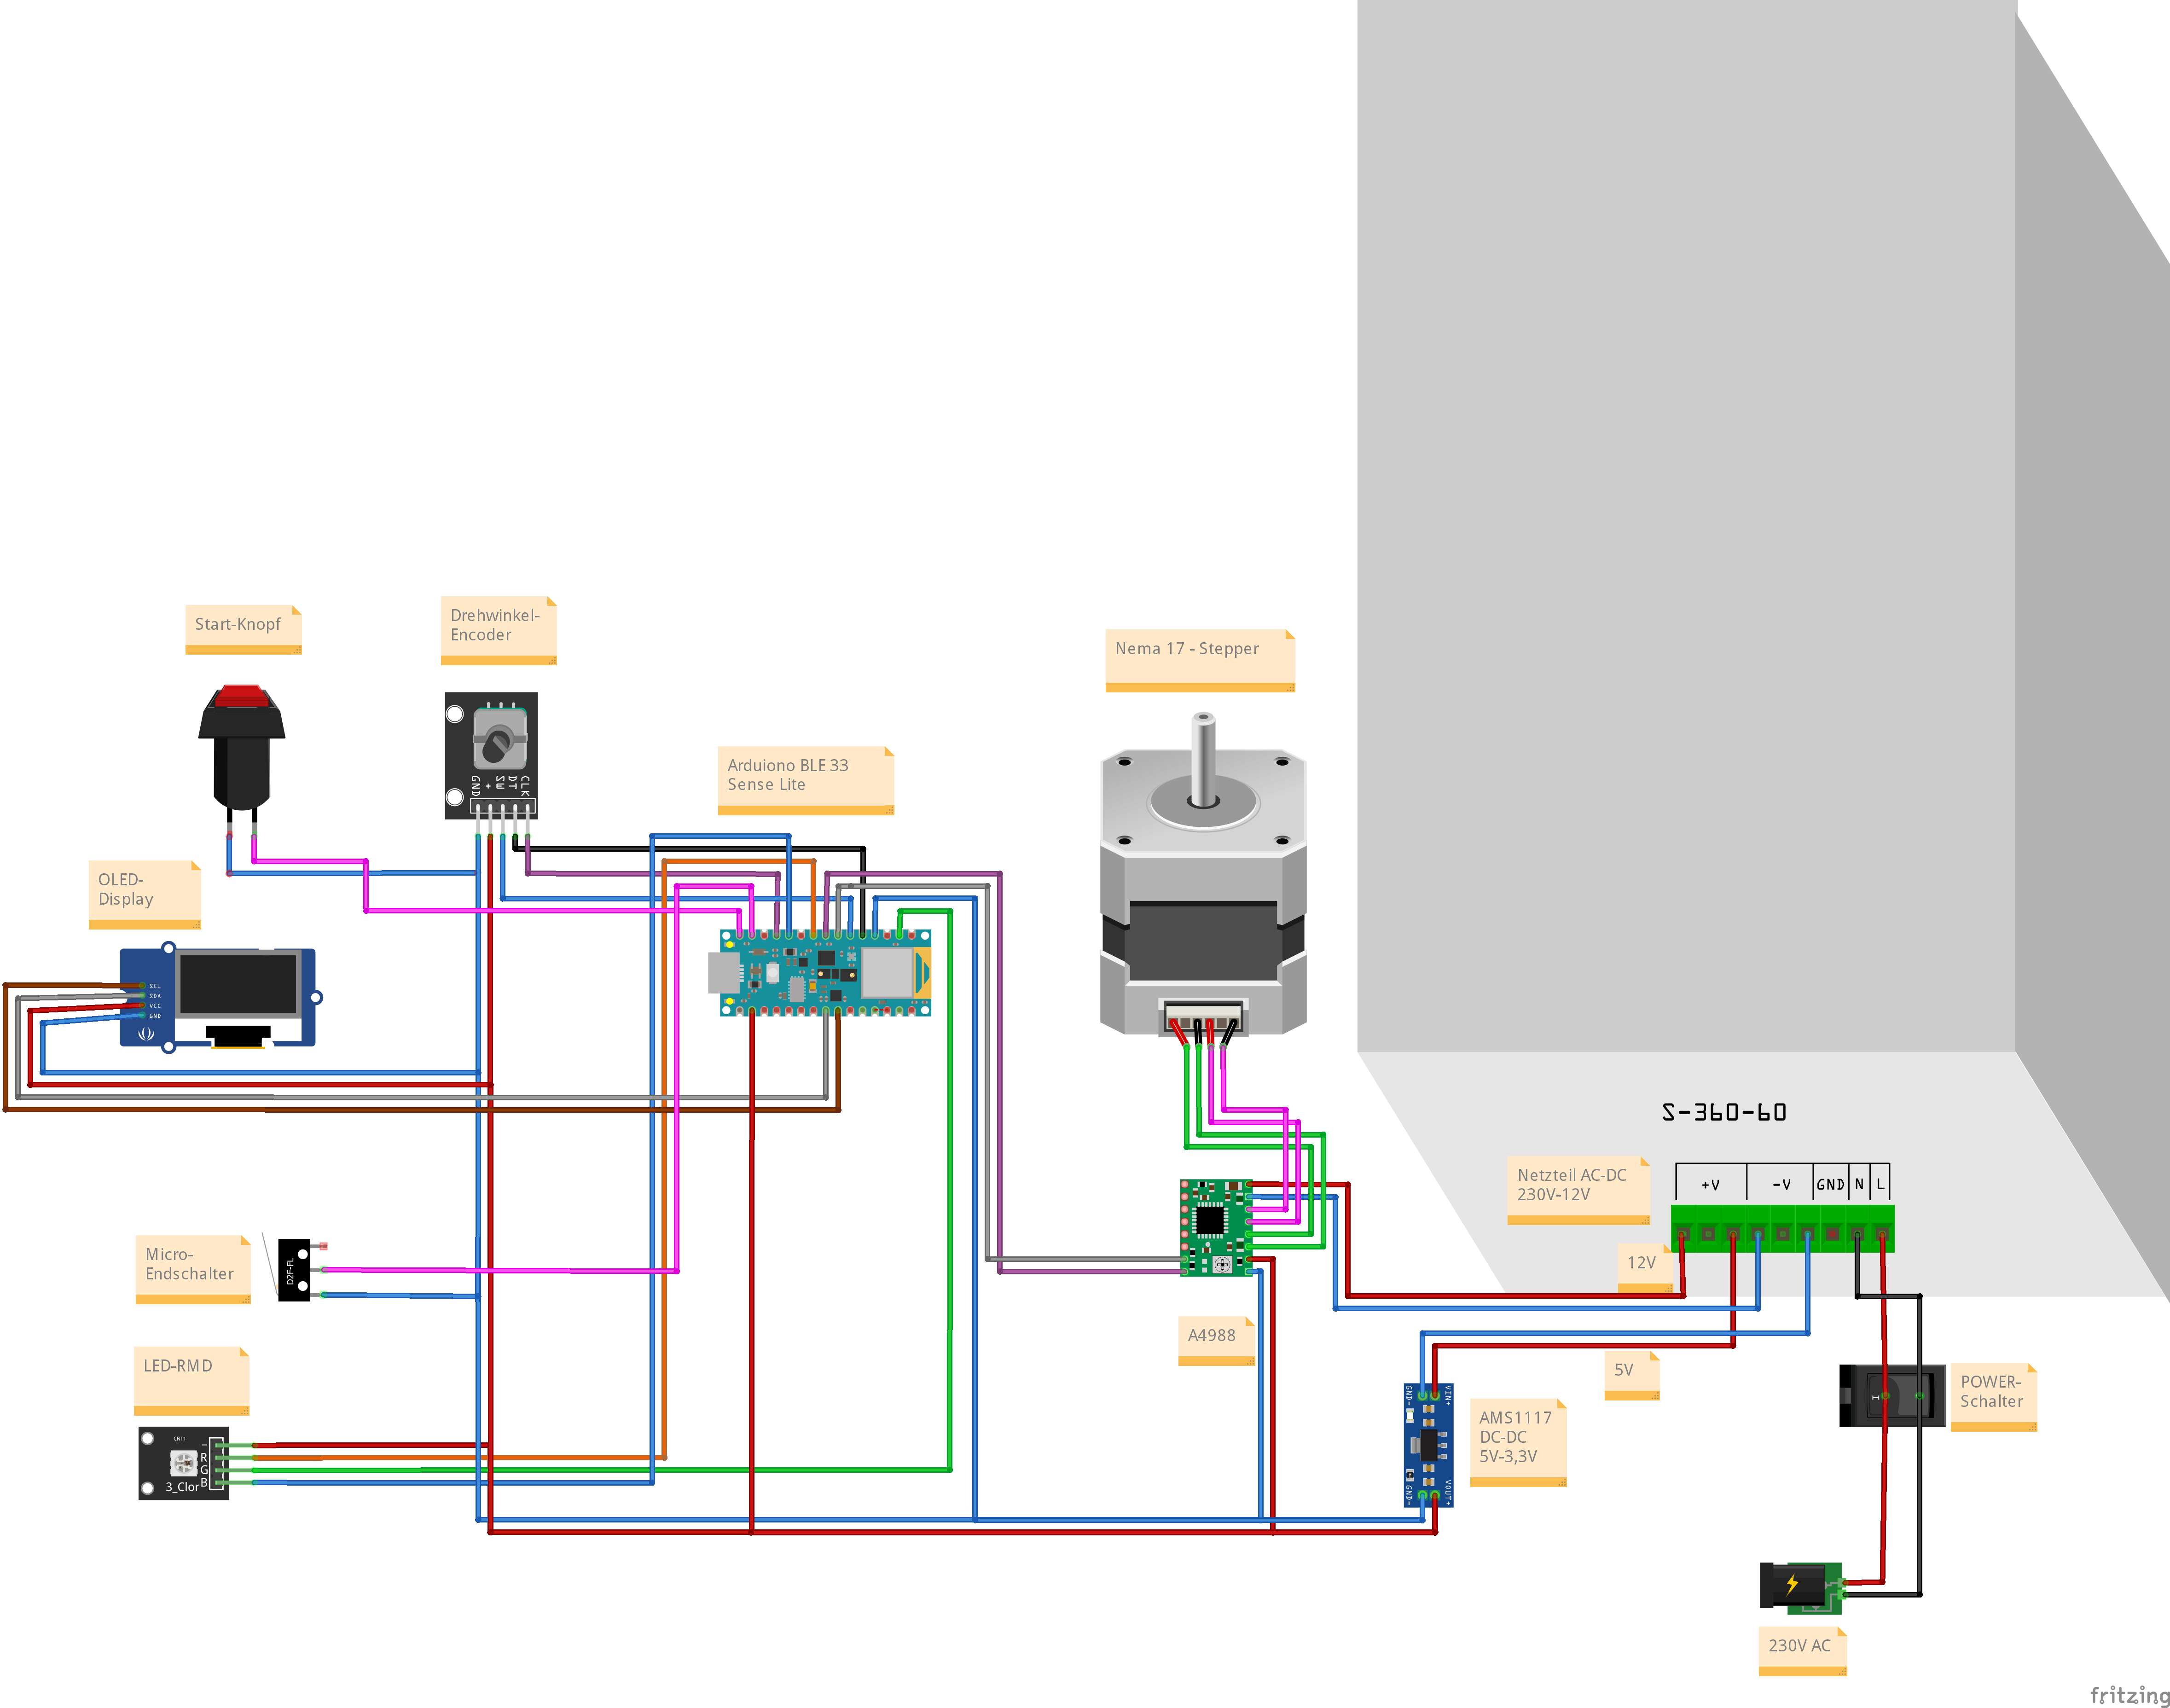 Start-Knopf
Drehwinkel-
Encoder
GND
+
SW
DT
CLK
Nema 17 - Stepper
Arduiono BLE 33
Sense Lite
OLED-
Display
SCL
SDA
VCC
GND
S-360-60
Netzteil AC-DC
230V-12V
+V
-V
GND
N
L
12V
Micro-
Endschalter
D2F-FL
A4988
5V
LED-RMD
CNT1
-
R
G
B
3_Clor
GND-
VIN+
GND-
VOUT+
AMS1117
DC-DC
5V-3,3V
I
POWER-
Schalter
230V AC
fritzing